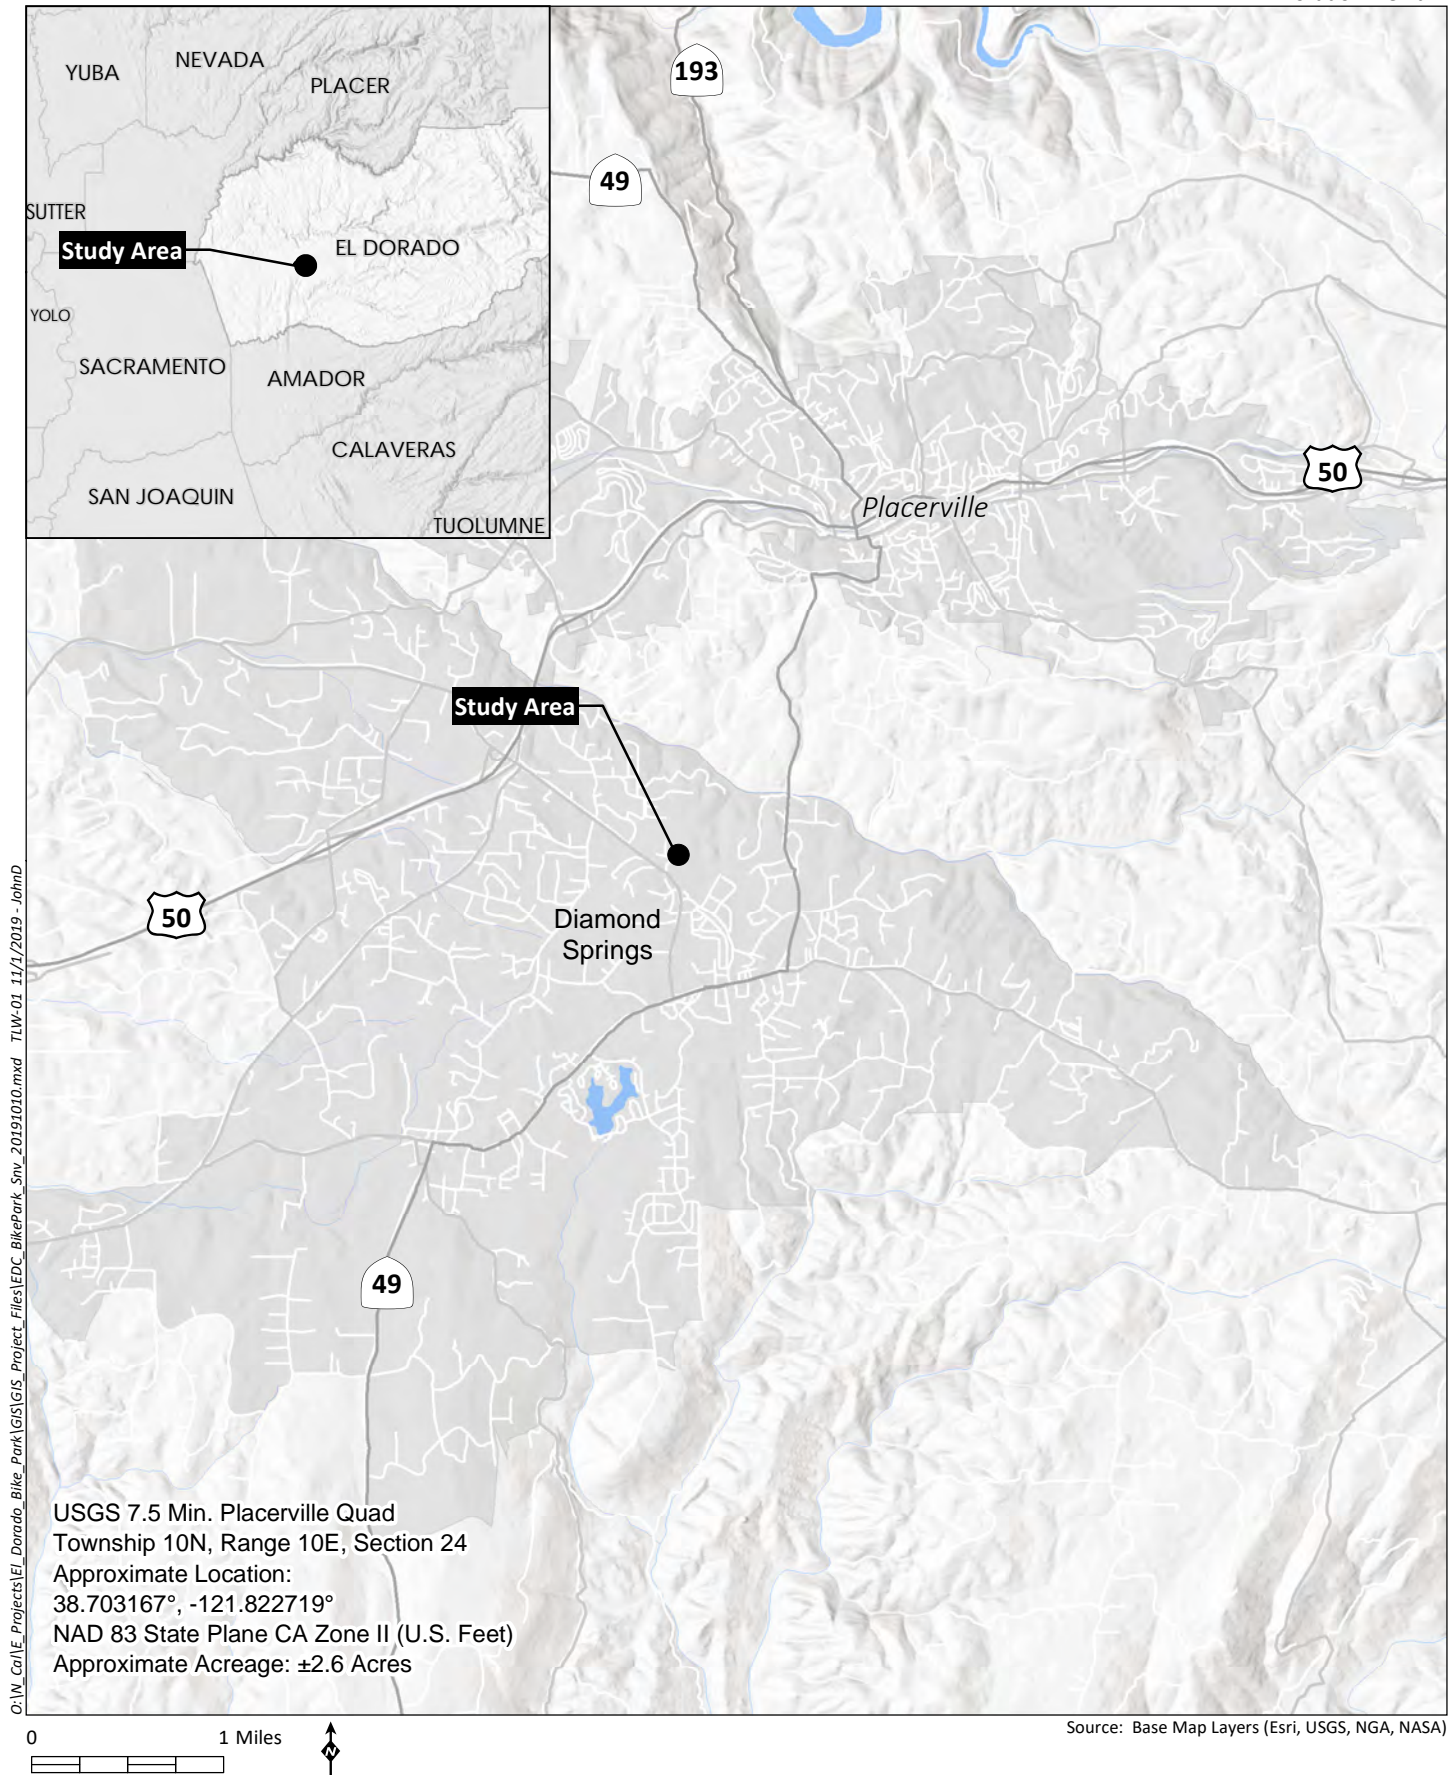 YUBA
NEVADA
PLACER
193
49
SUTTER
Study Area
EL DORADO
YOLO
SACRAMENTO
AMADOR
CALAVERAS
50
SAN JOAQUIN
Placerville
TUOLUMNE
Study Area
50
Diamond
Springs
49
USGS 7.5 Min. Placerville Quad
Township 10N, Range 10E, Section 24
Approximate Location:
38.703167°, -121.822719°
NAD 83 State Plane CA Zone II (U.S. Feet)
Approximate Acreage: ±2.6 Acres
O:\N_Cal\E_Projects\El_Dorado_Bike_Park\GIS\GIS_Project_Files\EDC_BikePark_Snv_20191010.mxd TLW-01 11/1/2019 - JohnD
0 1 Miles
N
Source: Base Map Layers (Esri, USGS, NGA, NASA)